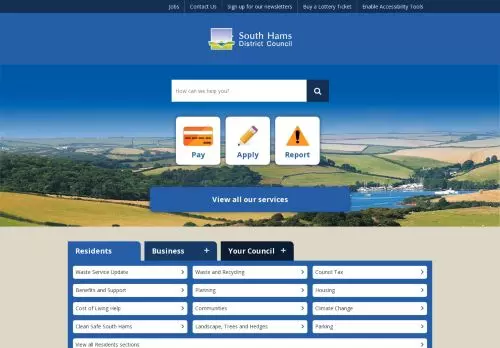 Jobs
Contact Us
Sign up for our newsletters
Buy a Lottery Ticket
Enable Accessibility Tools
South Hams
District Council
How can we help you?
Pay
Apply
Report
View all our services
Residents
Business +
Your Council +
Waste Service Update
Waste and Recycling
Council Tax
Benefits and Support
Planning
Housing
Cost of Living Help
Communities
Climate Change
Clean Safe South Hams
Landscape, Trees and Hedges
Parking
View all Residents sections